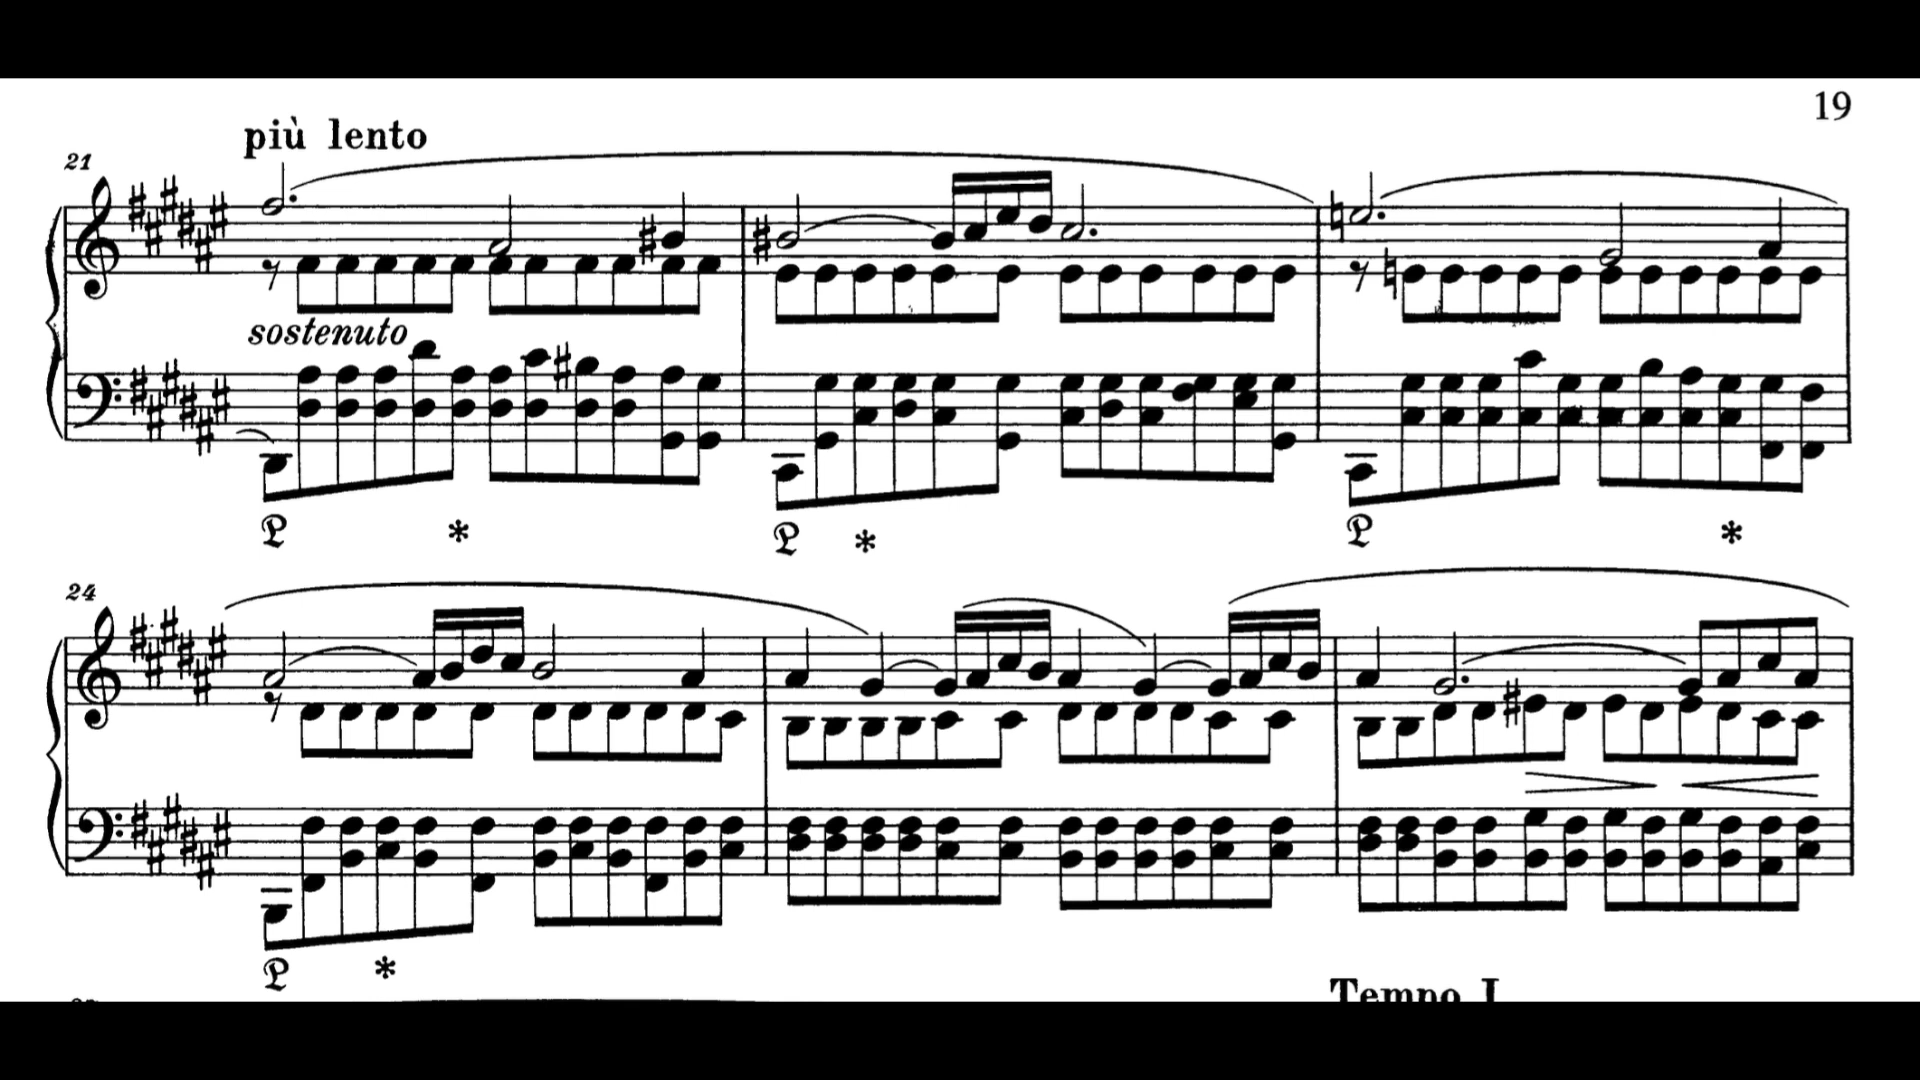 19
più lento
21
sostenuto
24
Tempo I